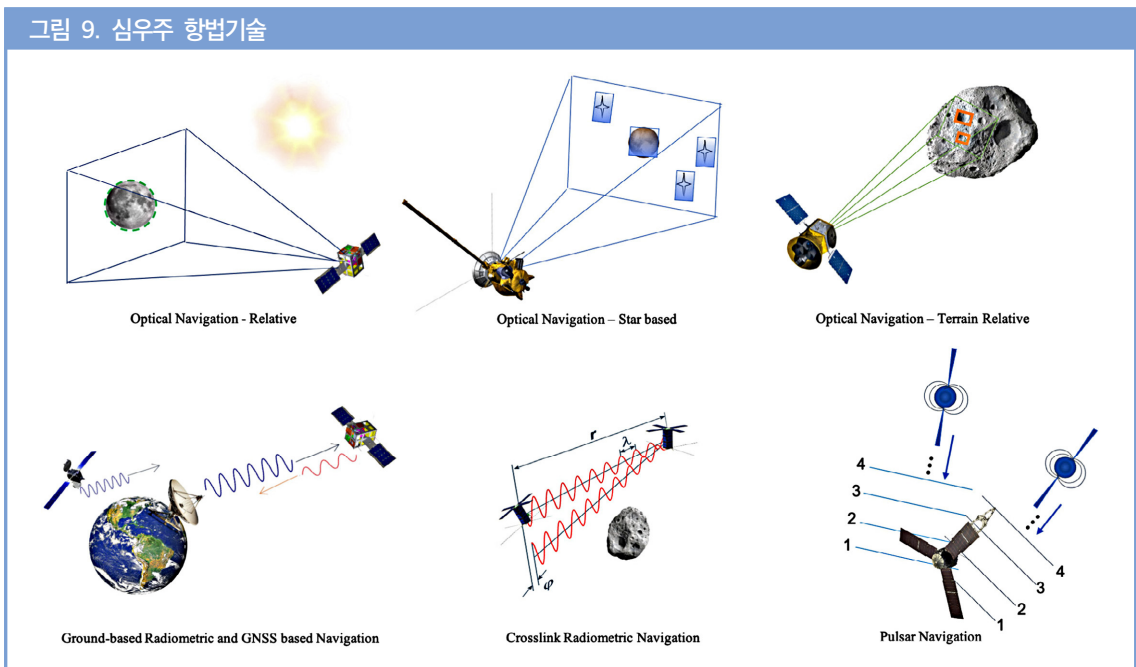 그림 9. 심우주 항법기술
Optical Navigation - Relative
Optical Navigation – Star based
Optical Navigation – Terrain Relative
r
λ
φ
4
3
2
1
4
3
2
1
Ground-based Radiometric and GNSS based Navigation
Crosslink Radiometric Navigation
Pulsar Navigation